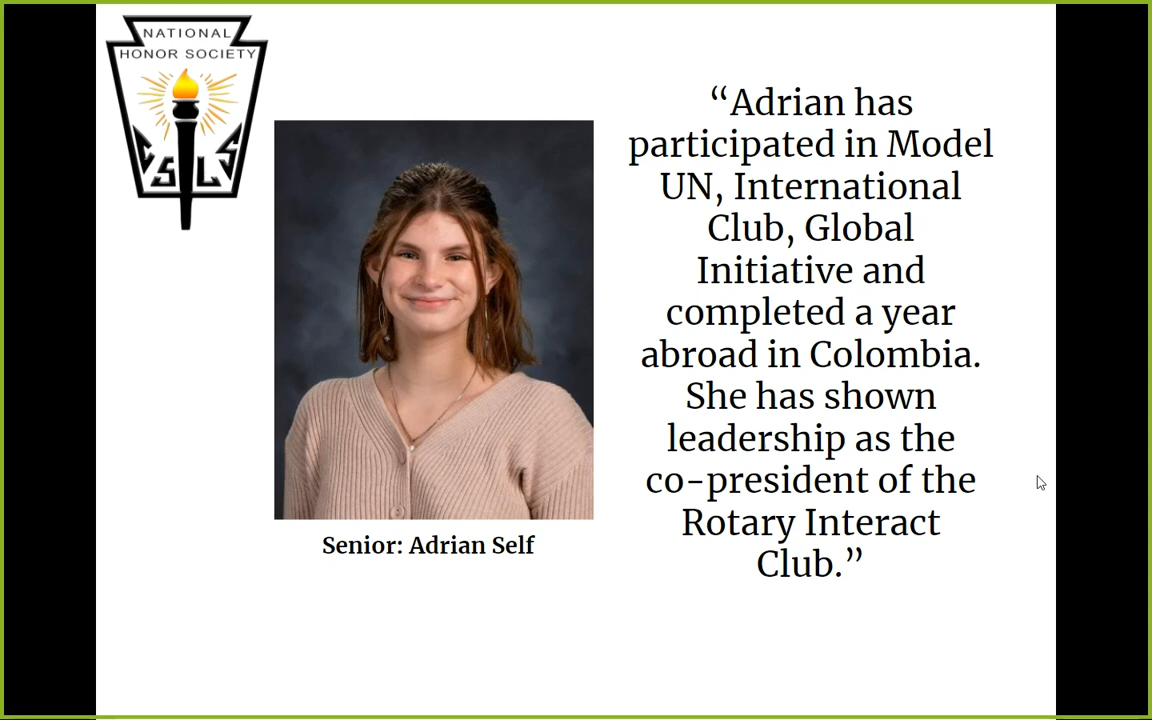 NATIONAL
HONOR SOCIETY
C S L S
“Adrian has
participated in Model
UN, International
Club, Global
Initiative and
completed a year
abroad in Colombia.
She has shown
leadership as the
co-president of the
Rotary Interact
Club.”
Senior: Adrian Self